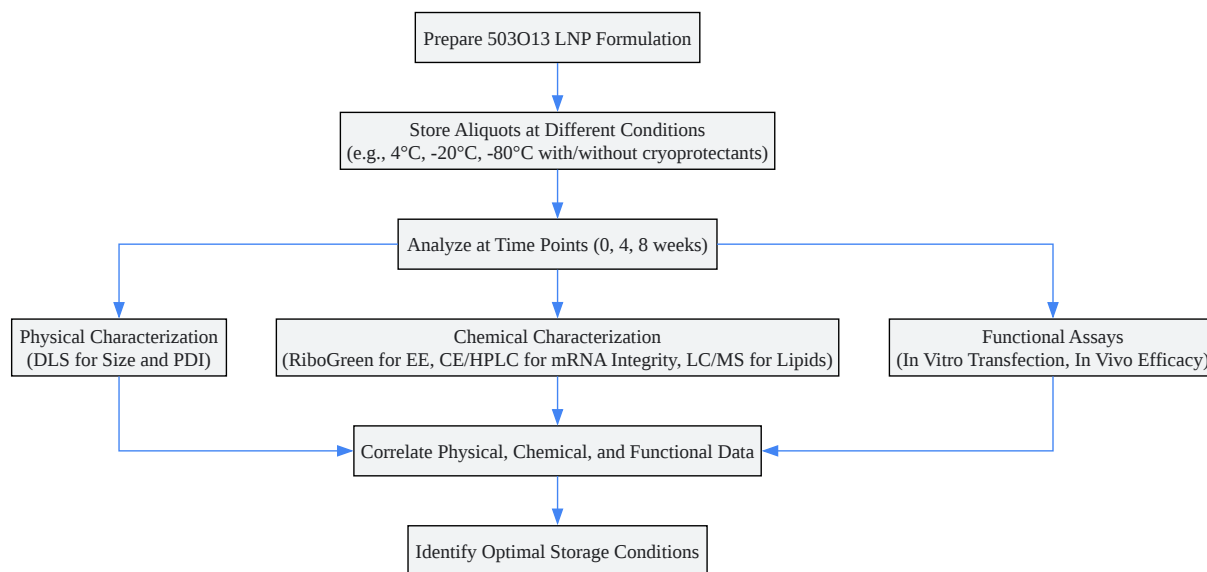 Prepare 503O13 LNP Formulation
Store Aliquots at Different Conditions
(e.g., 4°C, -20°C, -80°C with/without cryoprotectants)
Analyze at Time Points (0, 4, 8 weeks)
Physical Characterization
(DLS for Size and PDI)
Chemical Characterization
(RiboGreen for EE, CE/HPLC for mRNA Integrity, LC/MS for Lipids)
Functional Assays
(In Vitro Transfection, In Vivo Efficacy)
Correlate Physical, Chemical, and Functional Data
Identify Optimal Storage Conditions